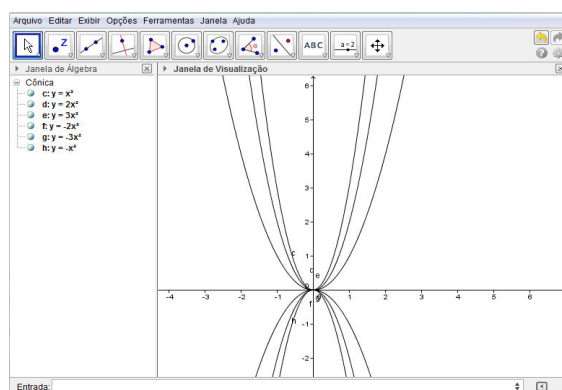 Arquivo Editar Exibir Opções Ferramentas Janela Ajuda
ABC
a=2
Janela de Álgebra
Janela de Visualização
Cônica
c: y = x²
d: y = 2x²
e: y = 3x²
f: y = -2x²
g: y = -3x²
h: y = -x²
6
5
4
3
2
1
c
e
-4 -3 -2 -1 0 1 2 3 4 5 6
f
h
-1
-2
Entrada: